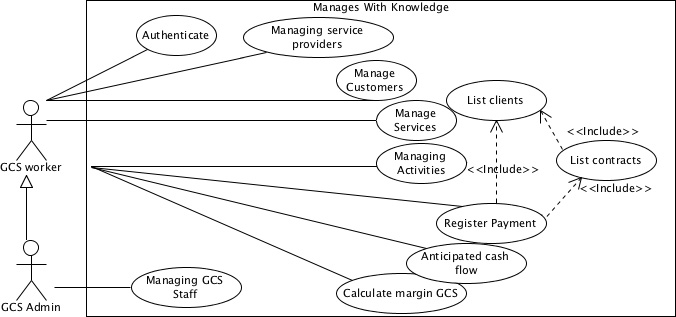 Manages With Knowledge
Authenticate
Managing service
providers
Manage
Customers
List clients
Manage
Services
<<Include>>
GCS worker
Managing
Activities
<<Include>>
List contracts
<<Include>>
Register Payment
Anticipated cash
flow
Managing GCS
Staff
Calculate margin GCS
GCS Admin